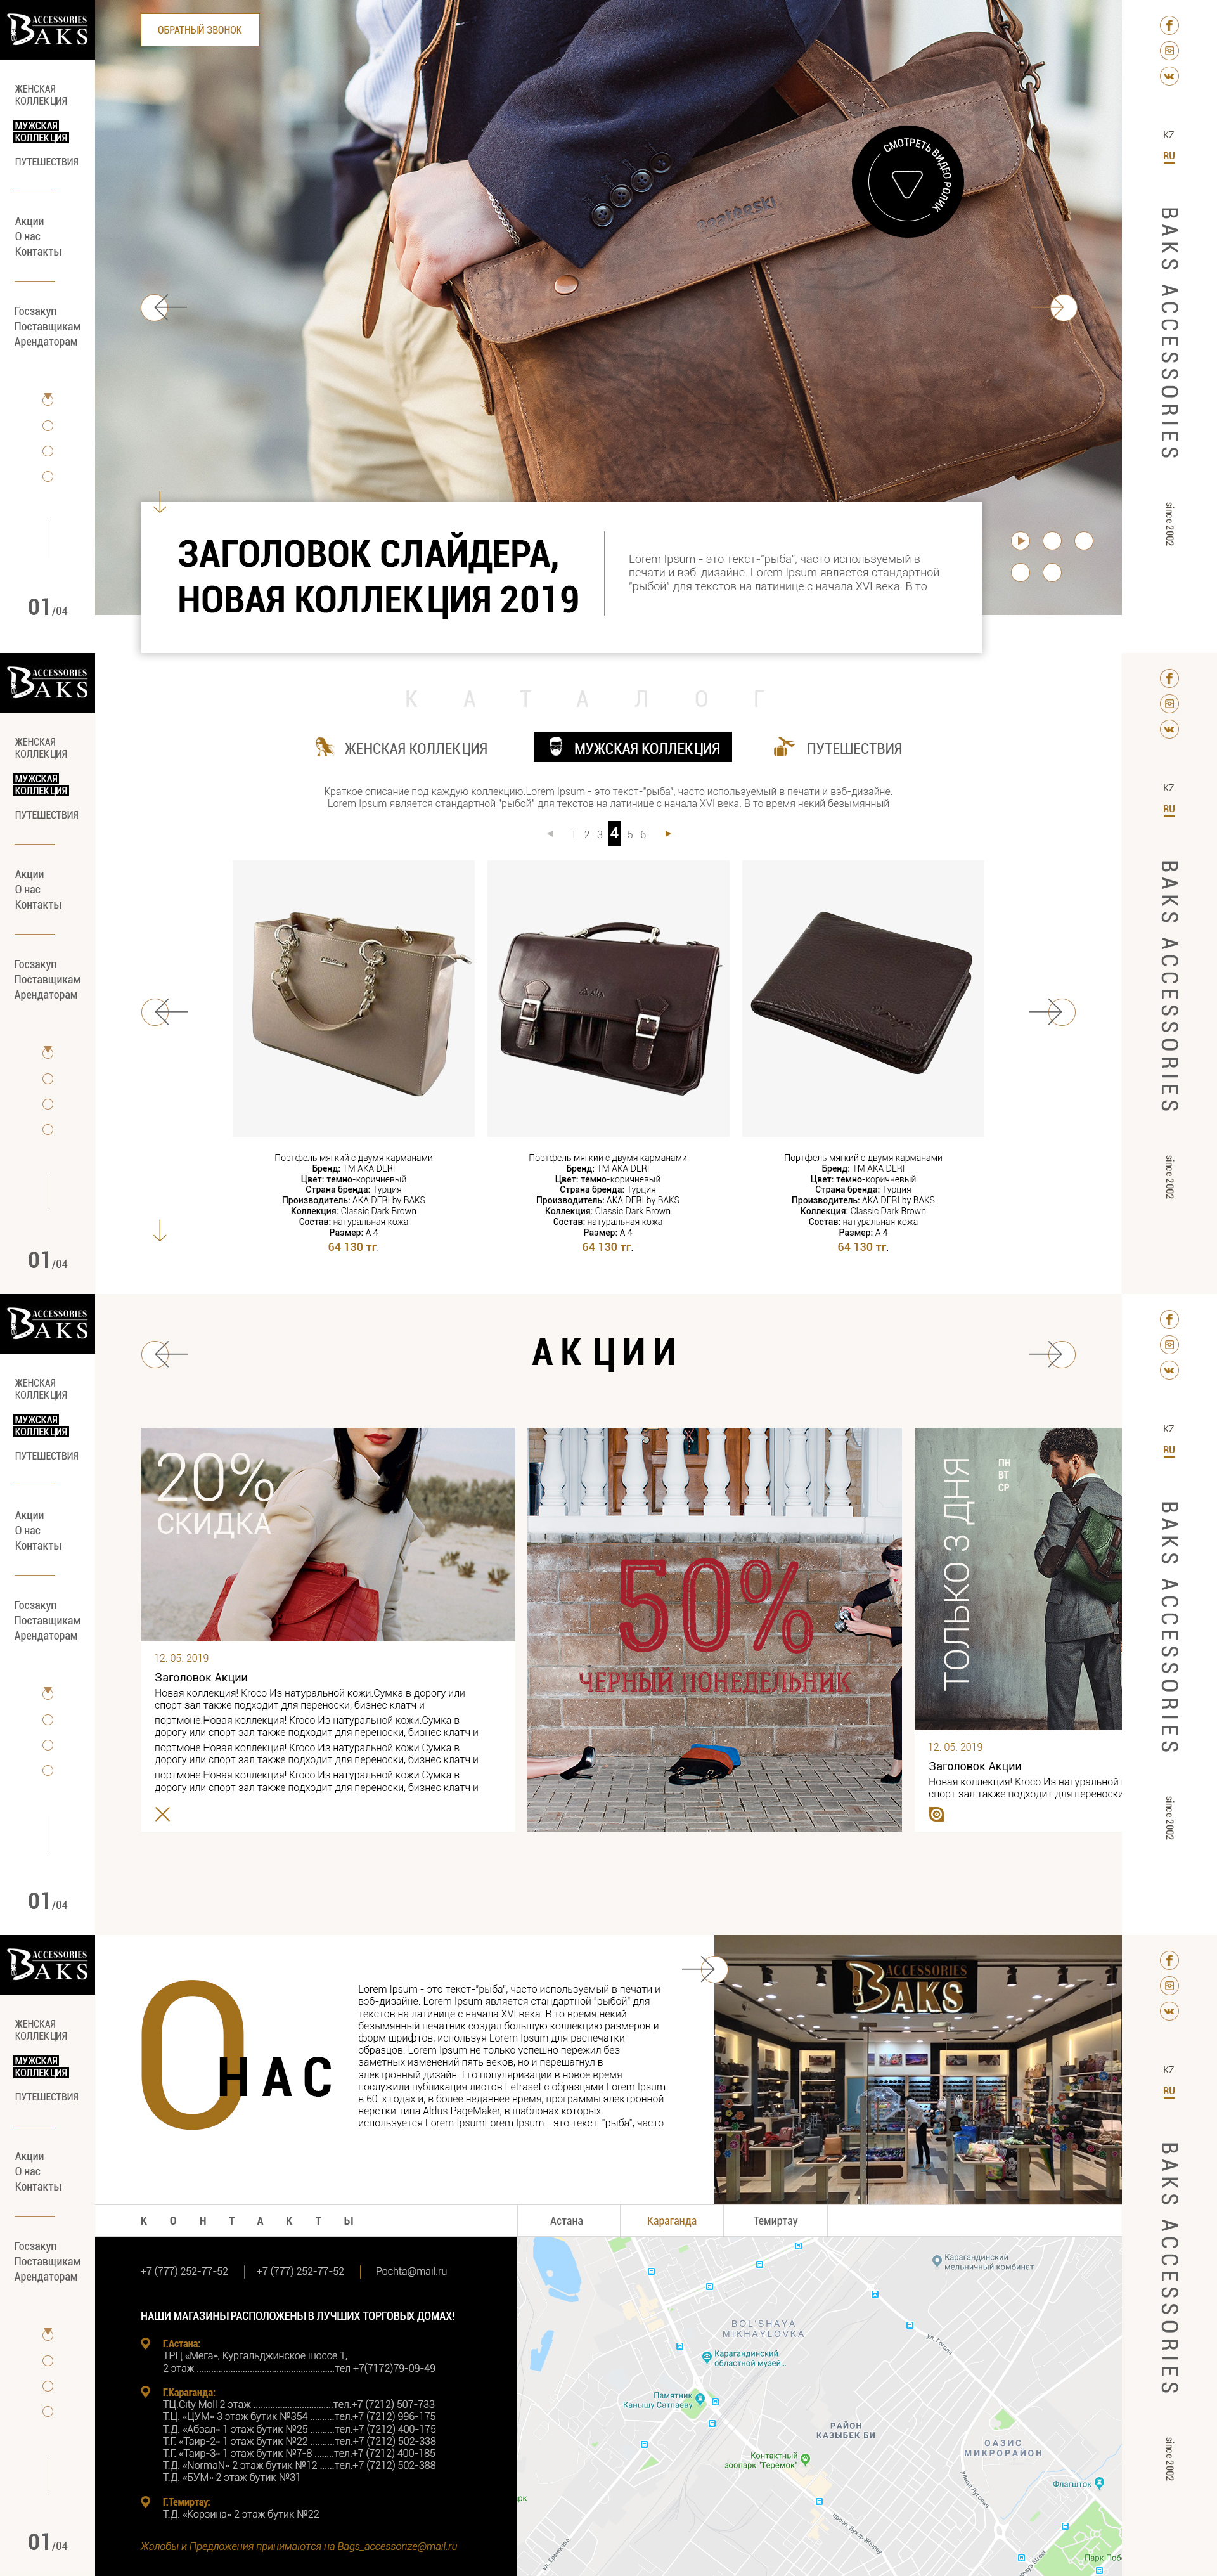 ACCESSORIES
BAKS
ЖЕНСКАЯ
КОЛЛЕКЦИЯ
МУЖСКАЯ
КОЛЛЕКЦИЯ
ПУТЕШЕСТВИЯ
Акции
О нас
Контакты
Госзакуп
Поставщикам
Арендаторам
01/04
ОБРАТНЫЙ ЗВОНОК
СМОТРЕТЬ ВИДЕО РОЛИК
ЗАГОЛОВОК СЛАЙДЕРА,
НОВАЯ КОЛЛЕКЦИЯ 2019
Lorem Ipsum - это текст-"рыба", часто используемый в
печати и вэб-дизайне. Lorem Ipsum является стандартной
"рыбой" для текстов на латинице с начала XVI века. В то
KZ
RU
BAKS ACCESSORIES
since 2002
ACCESSORIES
BAKS
ЖЕНСКАЯ
КОЛЛЕКЦИЯ
МУЖСКАЯ
КОЛЛЕКЦИЯ
ПУТЕШЕСТВИЯ
Акции
О нас
Контакты
Госзакуп
Поставщикам
Арендаторам
01/04
КАТАЛОГ
ЖЕНСКАЯ КОЛЛЕКЦИЯ
МУЖСКАЯ КОЛЛЕКЦИЯ
ПУТЕШЕСТВИЯ
Краткое описание под каждую коллекцию.Lorem Ipsum - это текст-"рыба", часто используемый в печати и вэб-дизайне.
Lorem Ipsum является стандартной "рыбой" для текстов на латинице с начала XVI века. В то время некий безымянный
1 2 3 4 5 6
Портфель мягкий с двумя карманами
Бренд: ТМ AKA DERI
Цвет: темно-коричневый
Страна бренда: Турция
Производитель: AKA DERI by BAKS
Коллекция: Classic Dark Brown
Состав: натуральная кожа
Размер: А 4
64 130 тг.
Портфель мягкий с двумя карманами
Бренд: ТМ AKA DERI
Цвет: темно-коричневый
Страна бренда: Турция
Производитель: AKA DERI by BAKS
Коллекция: Classic Dark Brown
Состав: натуральная кожа
Размер: А 4
64 130 тг.
Портфель мягкий с двумя карманами
Бренд: ТМ AKA DERI
Цвет: темно-коричневый
Страна бренда: Турция
Производитель: AKA DERI by BAKS
Коллекция: Classic Dark Brown
Состав: натуральная кожа
Размер: А 4
64 130 тг.
KZ
RU
BAKS ACCESSORIES
since 2002
ACCESSORIES
BAKS
ЖЕНСКАЯ
КОЛЛЕКЦИЯ
МУЖСКАЯ
КОЛЛЕКЦИЯ
ПУТЕШЕСТВИЯ
Акции
О нас
Контакты
Госзакуп
Поставщикам
Арендаторам
01/04
АКЦИИ
20%
СКИДКА
12. 05. 2019
Заголовок Акции
Новая коллекция! Kroco Из натуральной кожи.Сумка в дорогу или
спорт зал также подходит для переноски, бизнес клатч и
портмоне.Новая коллекция! Kroco Из натуральной кожи.Сумка в
дорогу или спорт зал также подходит для переноски, бизнес клатч и
портмоне.Новая коллекция! Kroco Из натуральной кожи.Сумка в
дорогу или спорт зал также подходит для переноски, бизнес клатч и
портмоне.Новая коллекция! Kroco Из натуральной кожи.Сумка в
дорогу или спорт зал также подходит для переноски, бизнес клатч и
50%
ЧЕРНЫЙ ПОНЕДЕЛЬНИК
ТОЛЬКО 3 ДНЯ
ПН
ВТ
СР
12. 05. 2019
Заголовок Акции
Новая коллекция! Kroco Из натуральной
спорт зал также подходит для переноски
KZ
RU
BAKS ACCESSORIES
since 2002
ACCESSORIES
BAKS
ЖЕНСКАЯ
КОЛЛЕКЦИЯ
МУЖСКАЯ
КОЛЛЕКЦИЯ
ПУТЕШЕСТВИЯ
Акции
О нас
Контакты
Госзакуп
Поставщикам
Арендаторам
01/04
О НАС
Lorem Ipsum - это текст-"рыба", часто используемый в печати и
вэб-дизайне. Lorem Ipsum является стандартной "рыбой" для
текстов на латинице с начала XVI века. В то время некий
безымянный печатник создал большую коллекцию размеров и
форм шрифтов, используя Lorem Ipsum для распечатки
образцов. Lorem Ipsum не только успешно пережил без
заметных изменений пять веков, но и перешагнул в
электронный дизайн. Его популяризации в новое время
послужили публикация листов Letraset с образцами Lorem Ipsum
в 60-х годах и, в более недавнее время, программы электронной
вёрстки типа Aldus PageMaker, в шаблонах которых
используется Lorem IpsumLorem Ipsum - это текст-"рыба", часто
ACCESSORIES
BAKS
КОНТАКТЫ
Астана
Караганда
Темиртау
+7 (777) 252-77-52
+7 (777) 252-77-52
Pochta@mail.ru
НАШИ МАГАЗИНЫ РАСПОЛОЖЕНЫ В ЛУЧШИХ ТОРГОВЫХ ДОМАХ!
Г.Астана:
ТРЦ «Мега», Кургальджинское шоссе 1,
2 этаж ..................................................тел +7(7172)79-09-49
Г.Караганда:
ТЦ.City Moll 2 этаж .............................тел.+7 (7212) 507-733
Т.Ц. «ЦУМ» 3 этаж бутик №354 .........тел.+7 (7212) 996-175
Т.Д. «Абзал» 1 этаж бутик №25 .........тел.+7 (7212) 400-175
Т.Г. «Таир-2» 1 этаж бутик №22 .........тел.+7 (7212) 502-338
Т.Г. «Таир-3» 1 этаж бутик №7-8 .......тел.+7 (7212) 400-185
Т.Д. «NormaN» 2 этаж бутик №12 ......тел.+7 (7212) 502-388
Т.Д. «БУМ» 2 этаж бутик №31
Г.Темиртау:
Т.Д. «Корзина» 2 этаж бутик №22
Жалобы и Предложения принимаются на Bags_accessorize@mail.ru
Карагандинский
мельничный комбинат
BOL'SHAYA
MIKHAYLOVKA
ул. Гоголя
Карагандинский
областной музей...
Памятник
Канышу Сатпаеву
РАЙОН
КАЗЫБЕК БИ
ОАЗИС
МИКРОРАЙОН
Контактный
зоопарк "Теремок"
Флагшток
улица Луговая
рк
просп. Бухар-Жырау
ул. Ермекова
Street
Парк Поб
KZ
RU
BAKS ACCESSORIES
since 2002